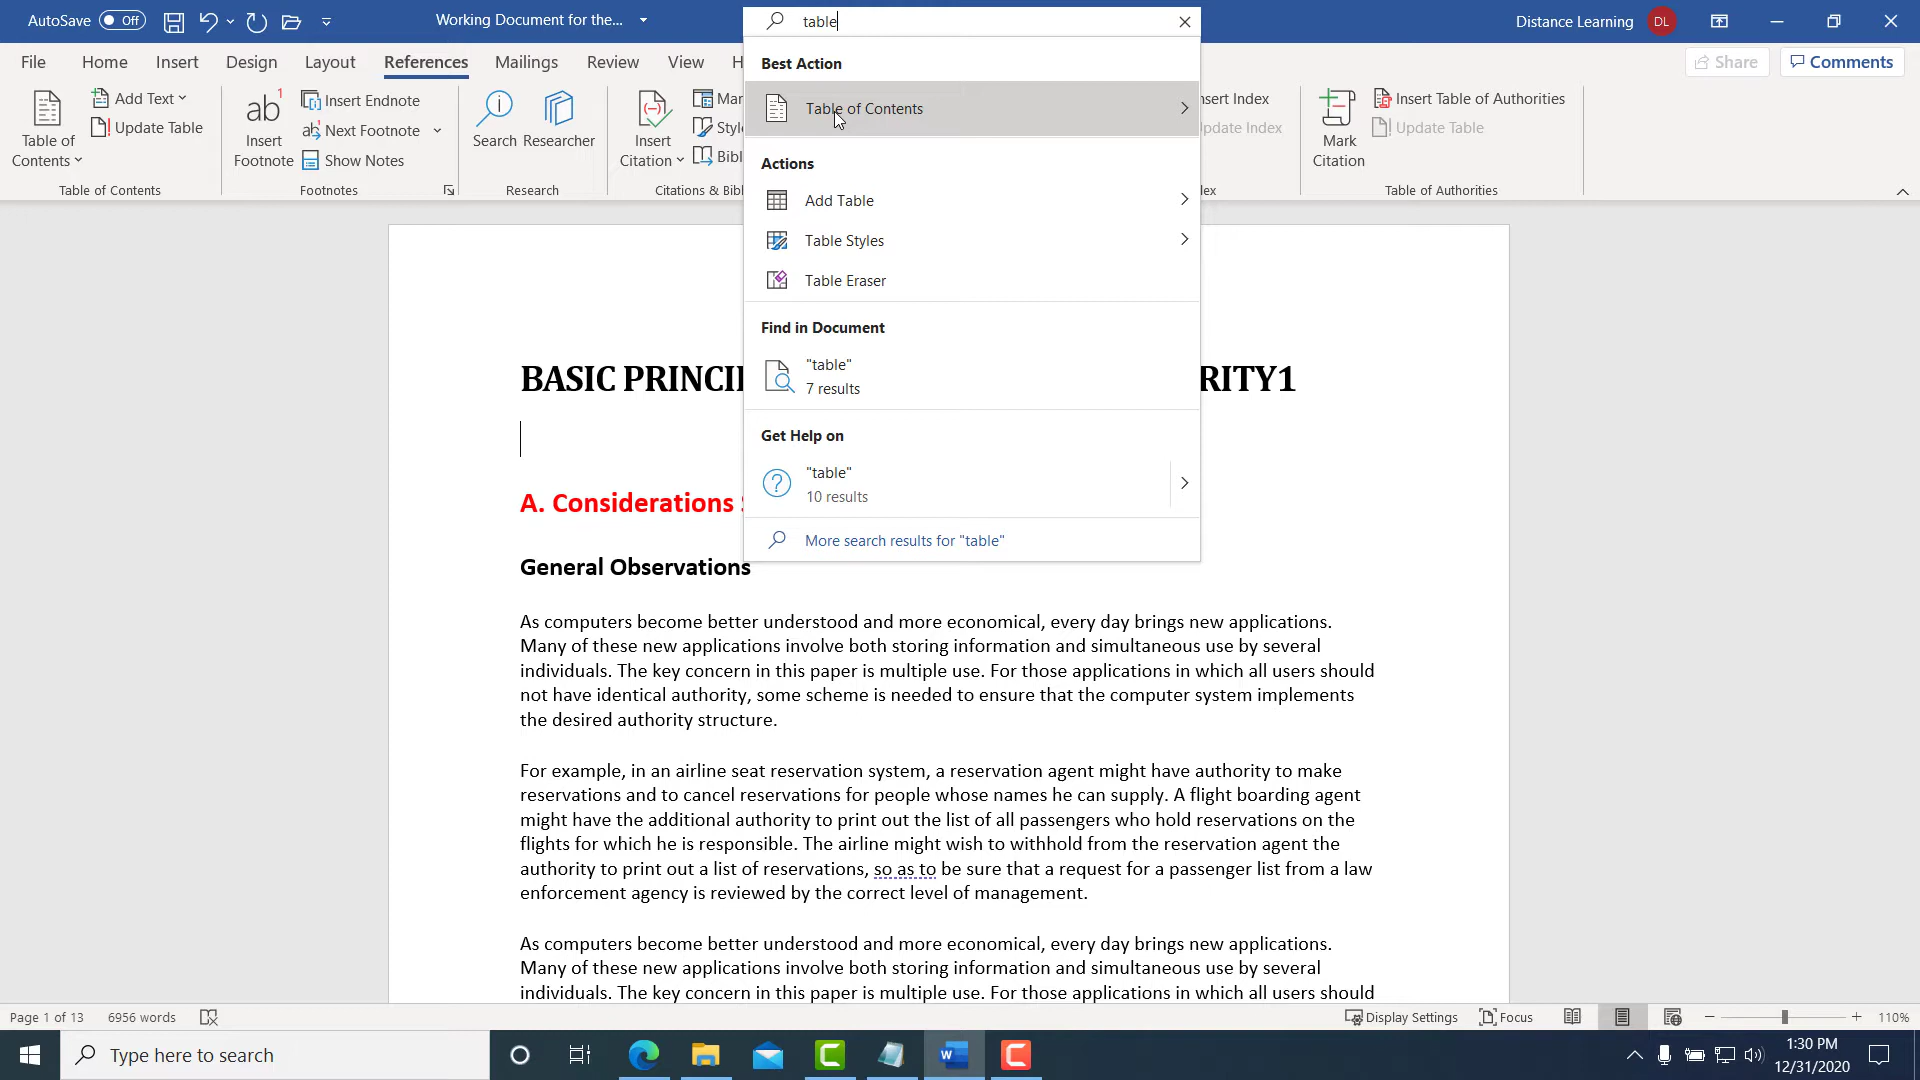 AutoSave Off Working Document for the... table Distance Learning DL
File Home Insert Design Layout References Mailings Review View H Share Comments
Best Action
Table of Contents
Table of Contents
Add Text
Update Table
Table of Contents
ab
Insert Footnote
Insert Endnote
Next Footnote
Show Notes
Footnotes
Search Researcher
Research
Insert Citation
Mar
Style
Bibl
Citations & Bibl
nsert Index
pdate Index
ex
Mark Citation
Insert Table of Authorities
Update Table
Table of Authorities
Actions
Add Table
Table Styles
Table Eraser
Find in Document
"table"
7 results
Get Help on
"table"
10 results
More search results for "table"
BASIC PRINCI RITY1
A. Considerations S
General Observations
As computers become better understood and more economical, every day brings new applications.
Many of these new applications involve both storing information and simultaneous use by several
individuals. The key concern in this paper is multiple use. For those applications in which all users should
not have identical authority, some scheme is needed to ensure that the computer system implements
the desired authority structure.
For example, in an airline seat reservation system, a reservation agent might have authority to make
reservations and to cancel reservations for people whose names he can supply. A flight boarding agent
might have the additional authority to print out the list of all passengers who hold reservations on the
flights for which he is responsible. The airline might wish to withhold from the reservation agent the
authority to print out a list of reservations, so as to be sure that a request for a passenger list from a law
enforcement agency is reviewed by the correct level of management.
As computers become better understood and more economical, every day brings new applications.
Many of these new applications involve both storing information and simultaneous use by several
individuals. The key concern in this paper is multiple use. For those applications in which all users should
Page 1 of 13 6956 words Display Settings Focus 110%
Type here to search
1:30 PM
12/31/2020